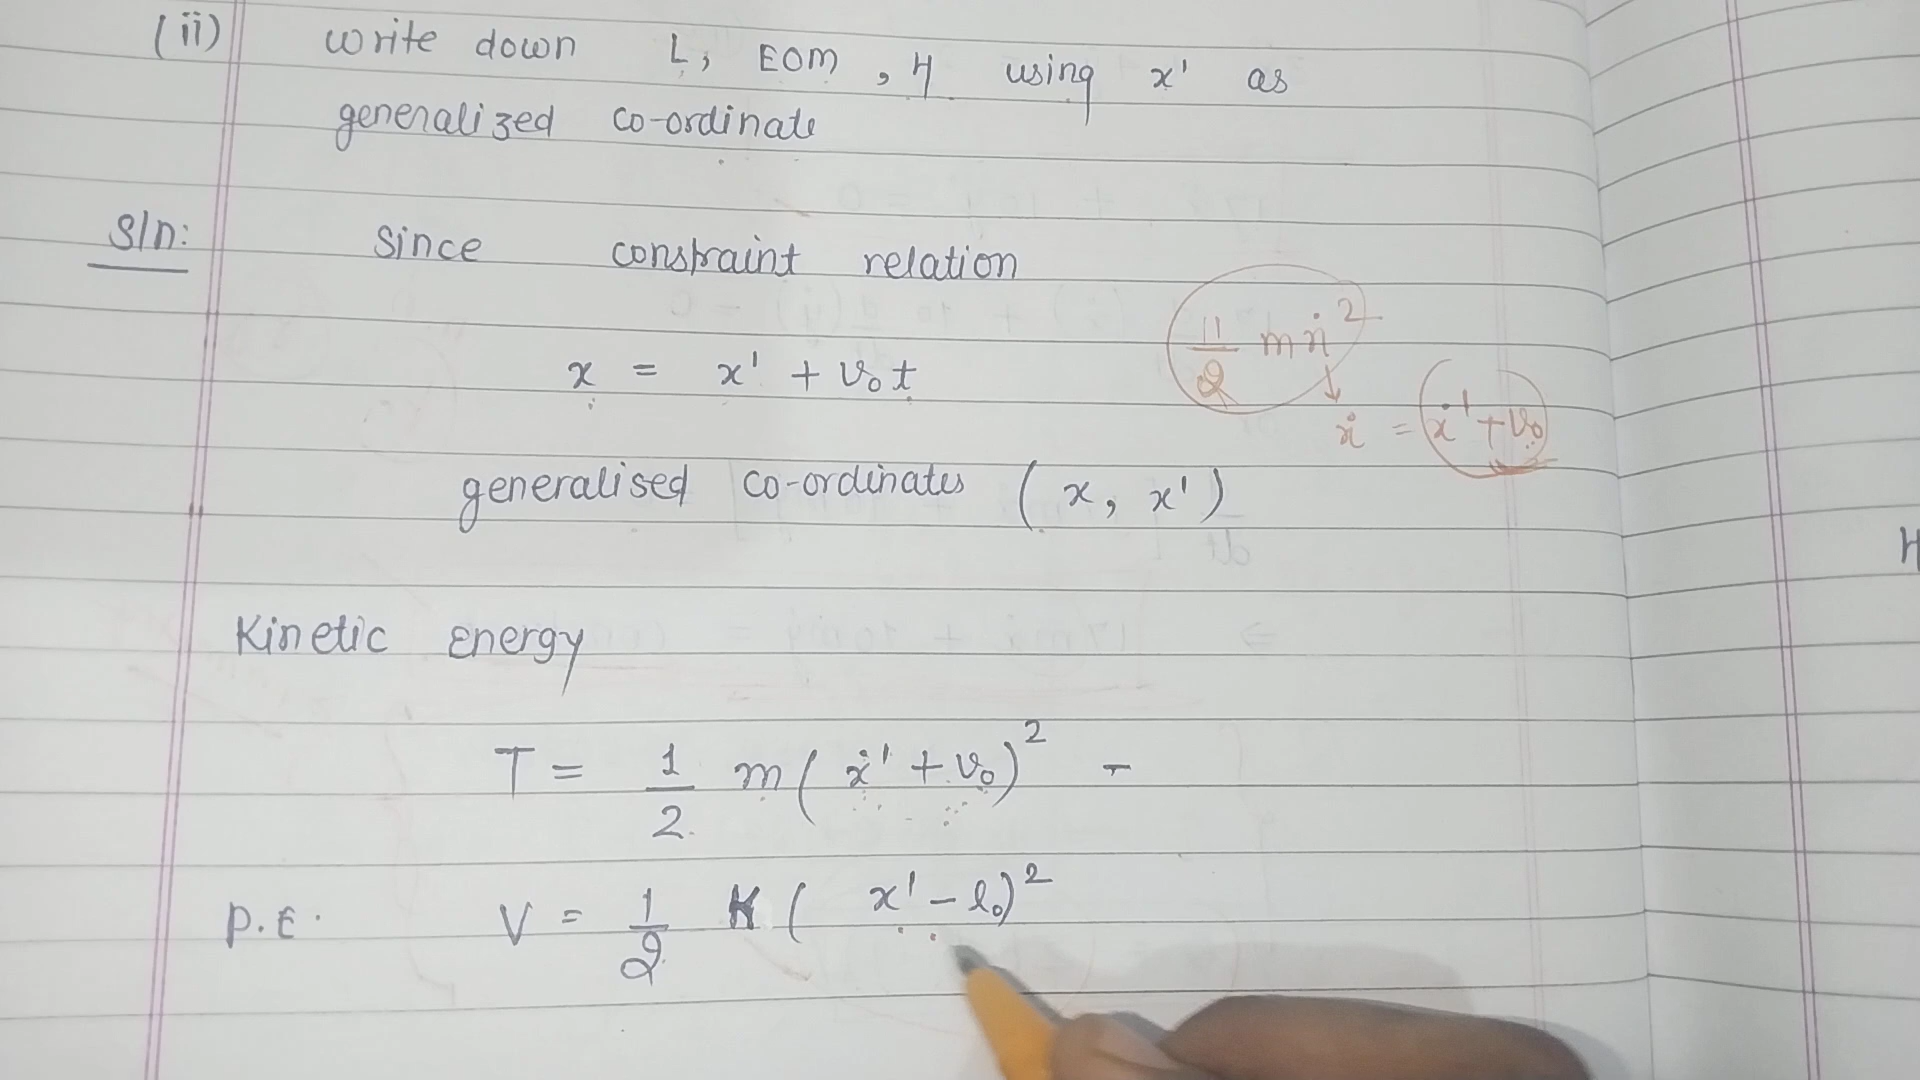 (ii) write down L, EOM, H using x' as
generalized co-ordinate
Sln: since constraint relation
x = x' + v₀t
1/2 mẋ²
ẋ = ẋ' + v₀
generalised co-ordinates (x, x')
Kinetic Energy
T = 1/2 m(ẋ' + v₀)² -
P.E. V = 1/2 K(x' - l₀)²
H